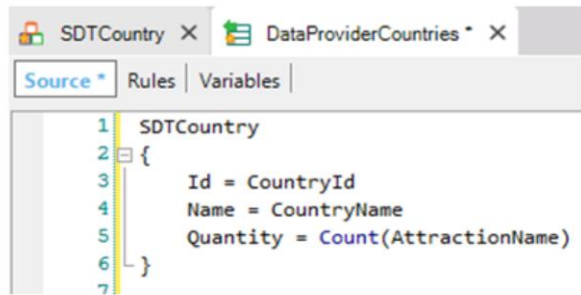 SDTCountry X DataProviderCountries * X
Source * Rules Variables
1 SDTCountry
2 {
3 Id = CountryId
4 Name = CountryName
5 Quantity = Count(AttractionName)
6 }
7